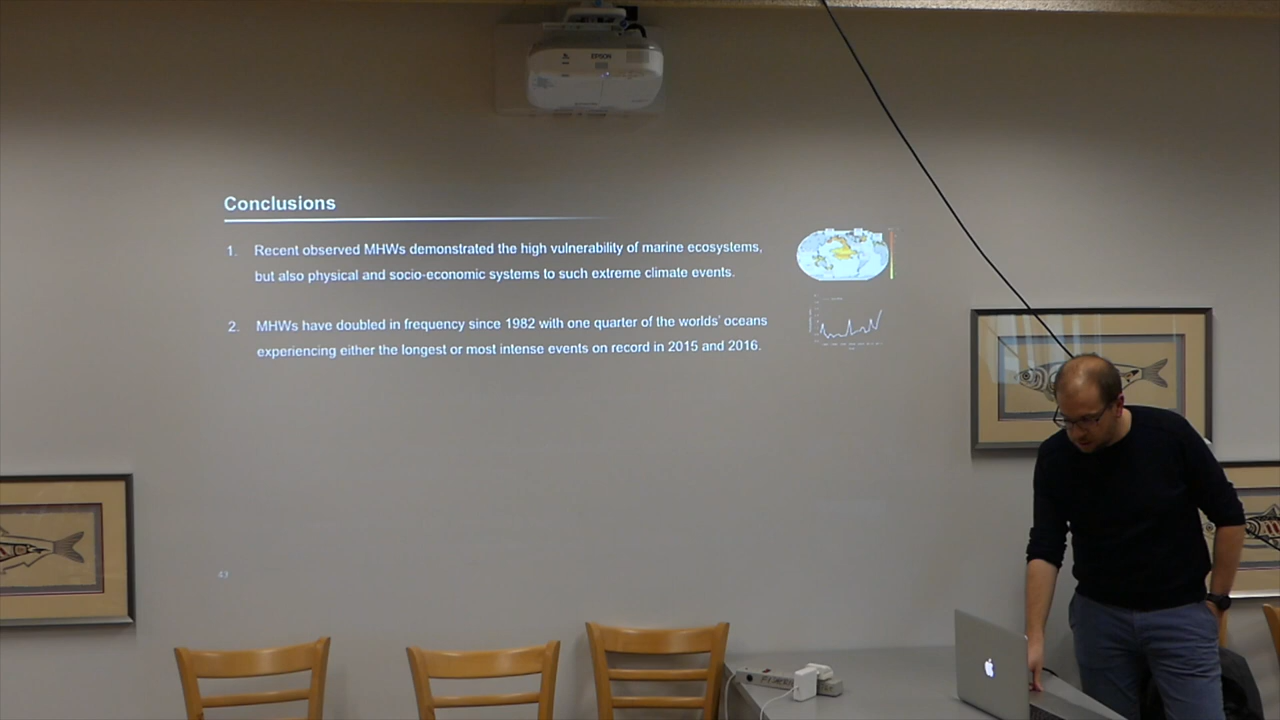 EPSON
Conclusions
1. Recent observed MHWs demonstrated the high vulnerability of marine ecosystems,
but also physical and socio-economic systems to such extreme climate events.
2. MHWs have doubled in frequency since 1982 with one quarter of the worlds' oceans
experiencing either the longest or most intense events on record in 2015 and 2016.